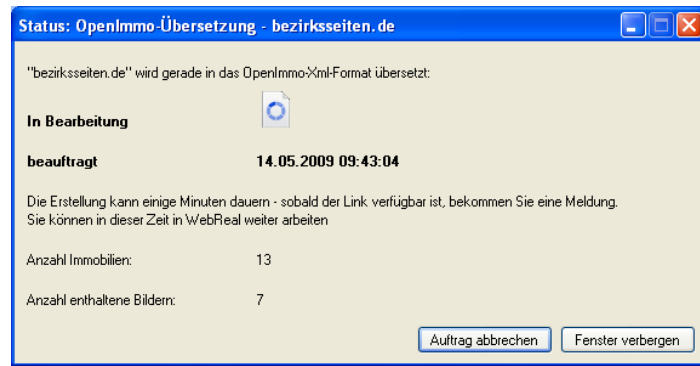 Status: OpenImmo-Übersetzung - bezirksseiten.de
"bezirksseiten.de" wird gerade in das OpenImmo-Xml-Format übersetzt:
In Bearbeitung
beauftragt 14.05.2009 09:43:04
Die Erstellung kann einige Minuten dauern - sobald der Link verfügbar ist, bekommen Sie eine Meldung.
Sie können in dieser Zeit in WebReal weiter arbeiten
Anzahl Immobilien: 13
Anzahl enthaltene Bildern: 7
Auftrag abbrechen Fenster verbergen